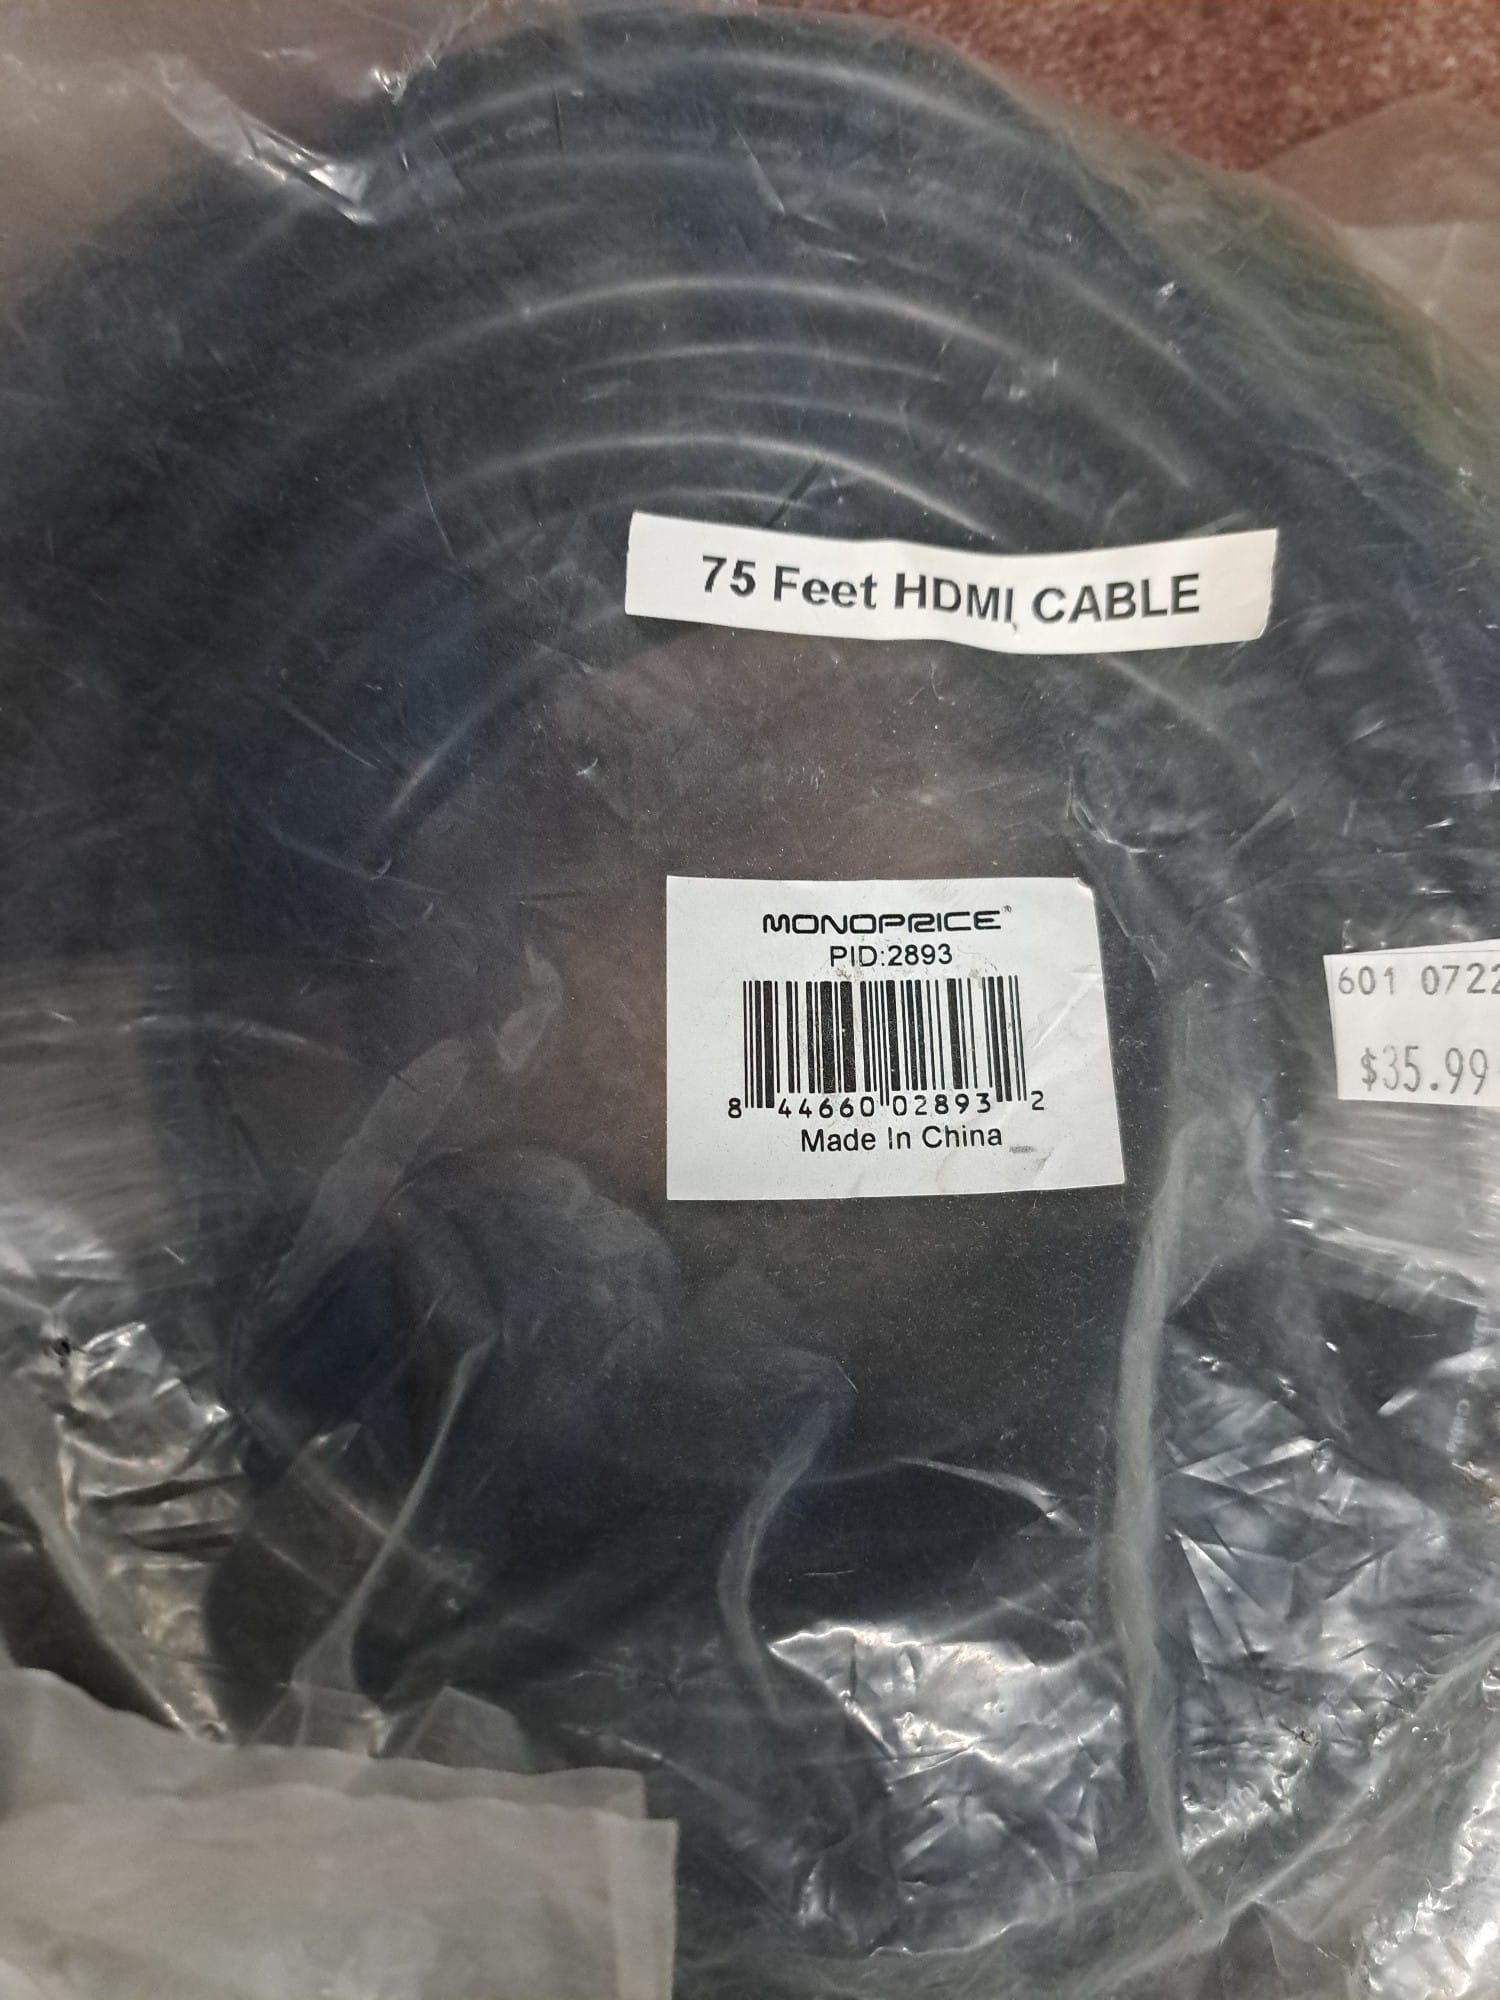 75 Feet HDMI CABLE
MONOPRICE®
PID:2893
601 0722
$35.99
8 44660 02893 2
Made In China